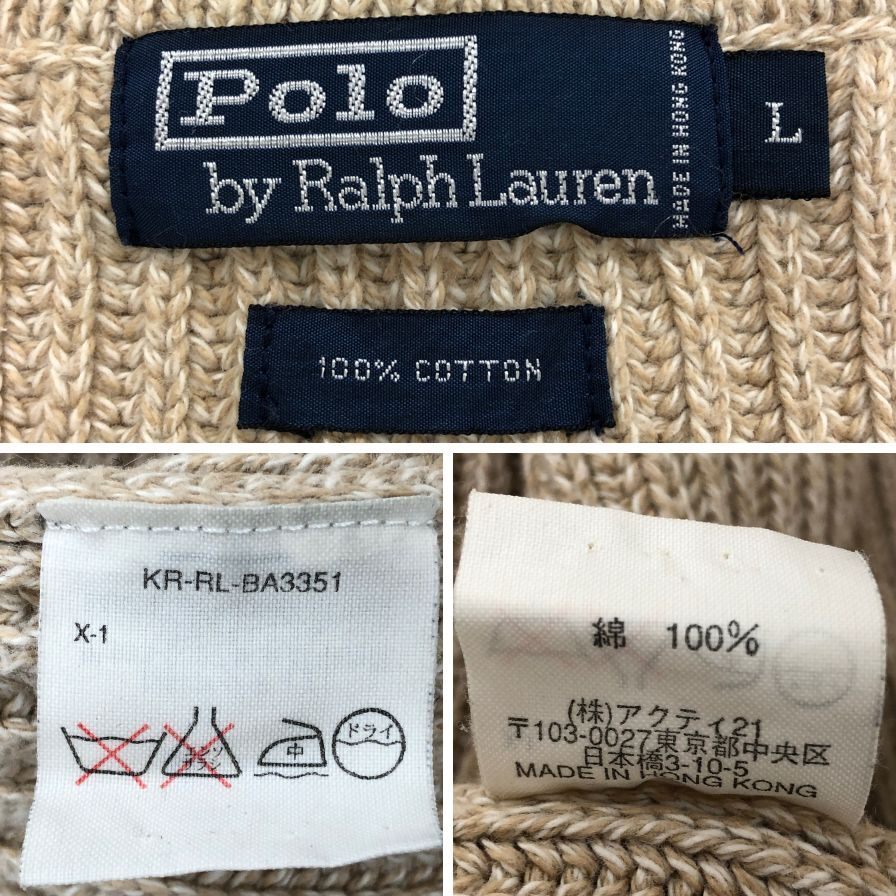 Polo
by Ralph Lauren
MADE IN HONG KONG
L
100% COTTON
KR-RL-BA3351
X-1
中
ドライ
綿 100%
(株)アクティ21
〒103-0027東京都中央区
日本橋3-10-5
MADE IN HONG KONG